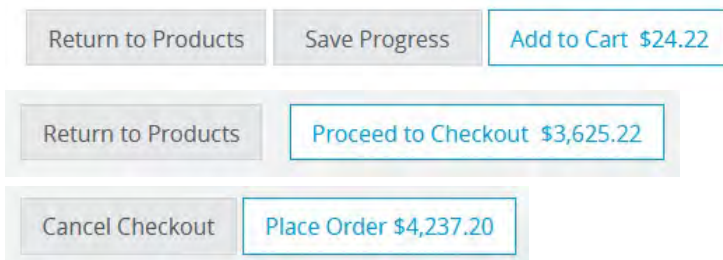 Return to Products Save Progress Add to Cart $24.22
Return to Products Proceed to Checkout $3,625.22
Cancel Checkout Place Order $4,237.20